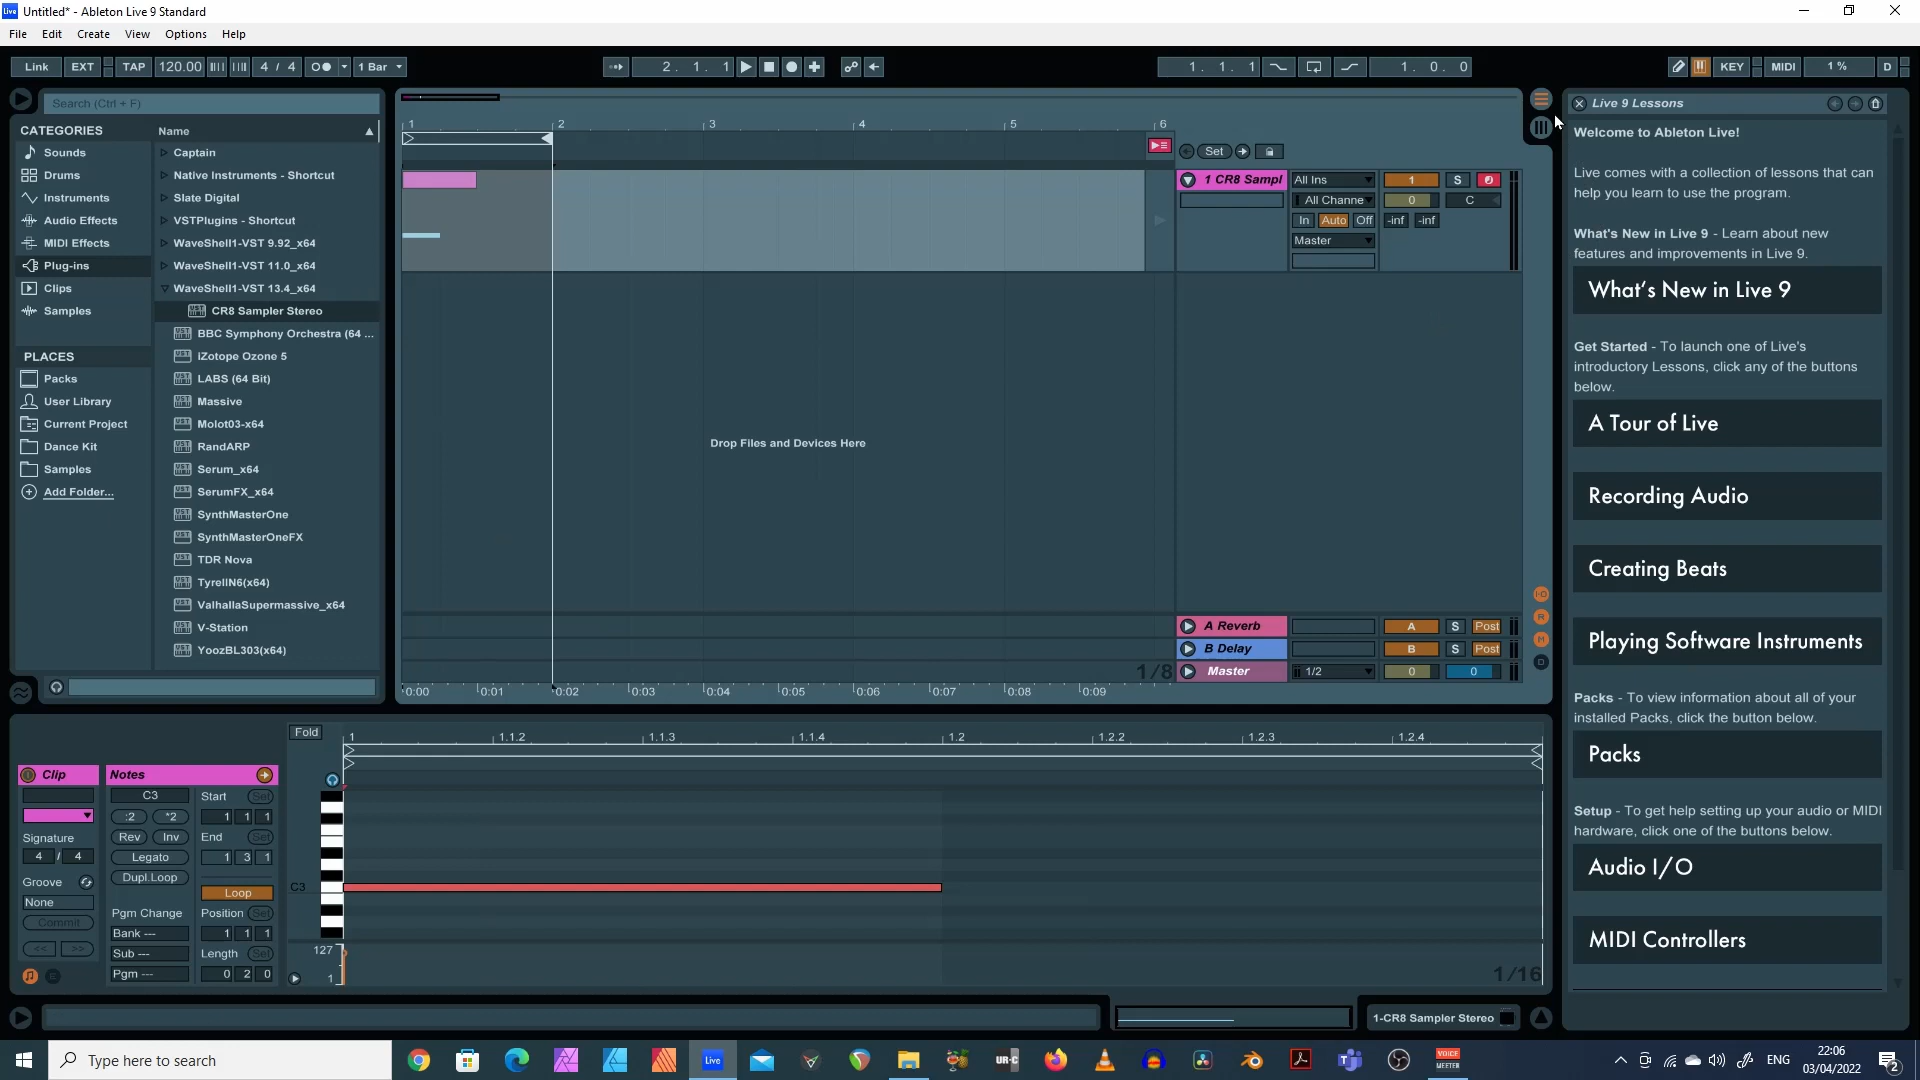 Untitled* - Ableton Live 9 Standard
File Edit Create View Options Help
Link EXT TAP 120.00 4 / 4 1 Bar 2. 1. 1 1. 1. 1 1. 0. 0 KEY MIDI 1 % D
Search (Ctrl + F)
CATEGORIES
Sounds
Drums
Instruments
Audio Effects
MIDI Effects
Plug-ins
Clips
Samples
PLACES
Packs
User Library
Current Project
Dance Kit
Samples
Add Folder...
Name
Captain
Native Instruments - Shortcut
Slate Digital
VSTPlugins - Shortcut
WaveShell1-VST 9.92_x64
WaveShell1-VST 11.0_x64
WaveShell1-VST 13.4_x64
CR8 Sampler Stereo
BBC Symphony Orchestra (64 ...
iZotope Ozone 5
LABS (64 Bit)
Massive
Molot03-x64
RandARP
Serum_x64
SerumFX_x64
SynthMasterOne
SynthMasterOneFX
TDR Nova
TyrellN6(x64)
ValhallaSupermassive_x64
V-Station
YoozBL303(x64)
1 2 3 4 5 6
Set
1 CR8 Sampl All Ins 1 S
All Channe 0 C
In Auto Off -inf -inf
Master
Drop Files and Devices Here
A Reverb A S Post
B Delay B S Post
1/8 Master 1/2 0 0
0:00 0:01 0:02 0:03 0:04 0:05 0:06 0:07 0:08 0:09
Live 9 Lessons
Welcome to Ableton Live!
Live comes with a collection of lessons that can
help you learn to use the program.
What's New in Live 9 - Learn about new
features and improvements in Live 9.
What's New in Live 9
Get Started - To launch one of Live's
introductory Lessons, click any of the buttons
below.
A Tour of Live
Recording Audio
Creating Beats
Playing Software Instruments
Packs - To view information about all of your
installed Packs, click the button below.
Packs
Setup - To get help setting up your audio or MIDI
hardware, click one of the buttons below.
Audio I/O
MIDI Controllers
Clip
Signature
4 / 4
Groove
None
Commit
<< >>
Notes
C3
:2 *2
Rev Inv
Legato
Dupl.Loop
Pgm Change
Bank ---
Sub ---
Pgm ---
Start Set
1 1 1
End Set
1 3 1
Loop
Position Set
1 1 1
Length Set
0 2 0
Fold
1 1.1.2 1.1.3 1.1.4 1.2 1.2.2 1.2.3 1.2.4
C3
127
1
1/16
1-CR8 Sampler Stereo
Type here to search
Live
UR-C
VOICE
MEETER
ENG
22:06
03/04/2022
2